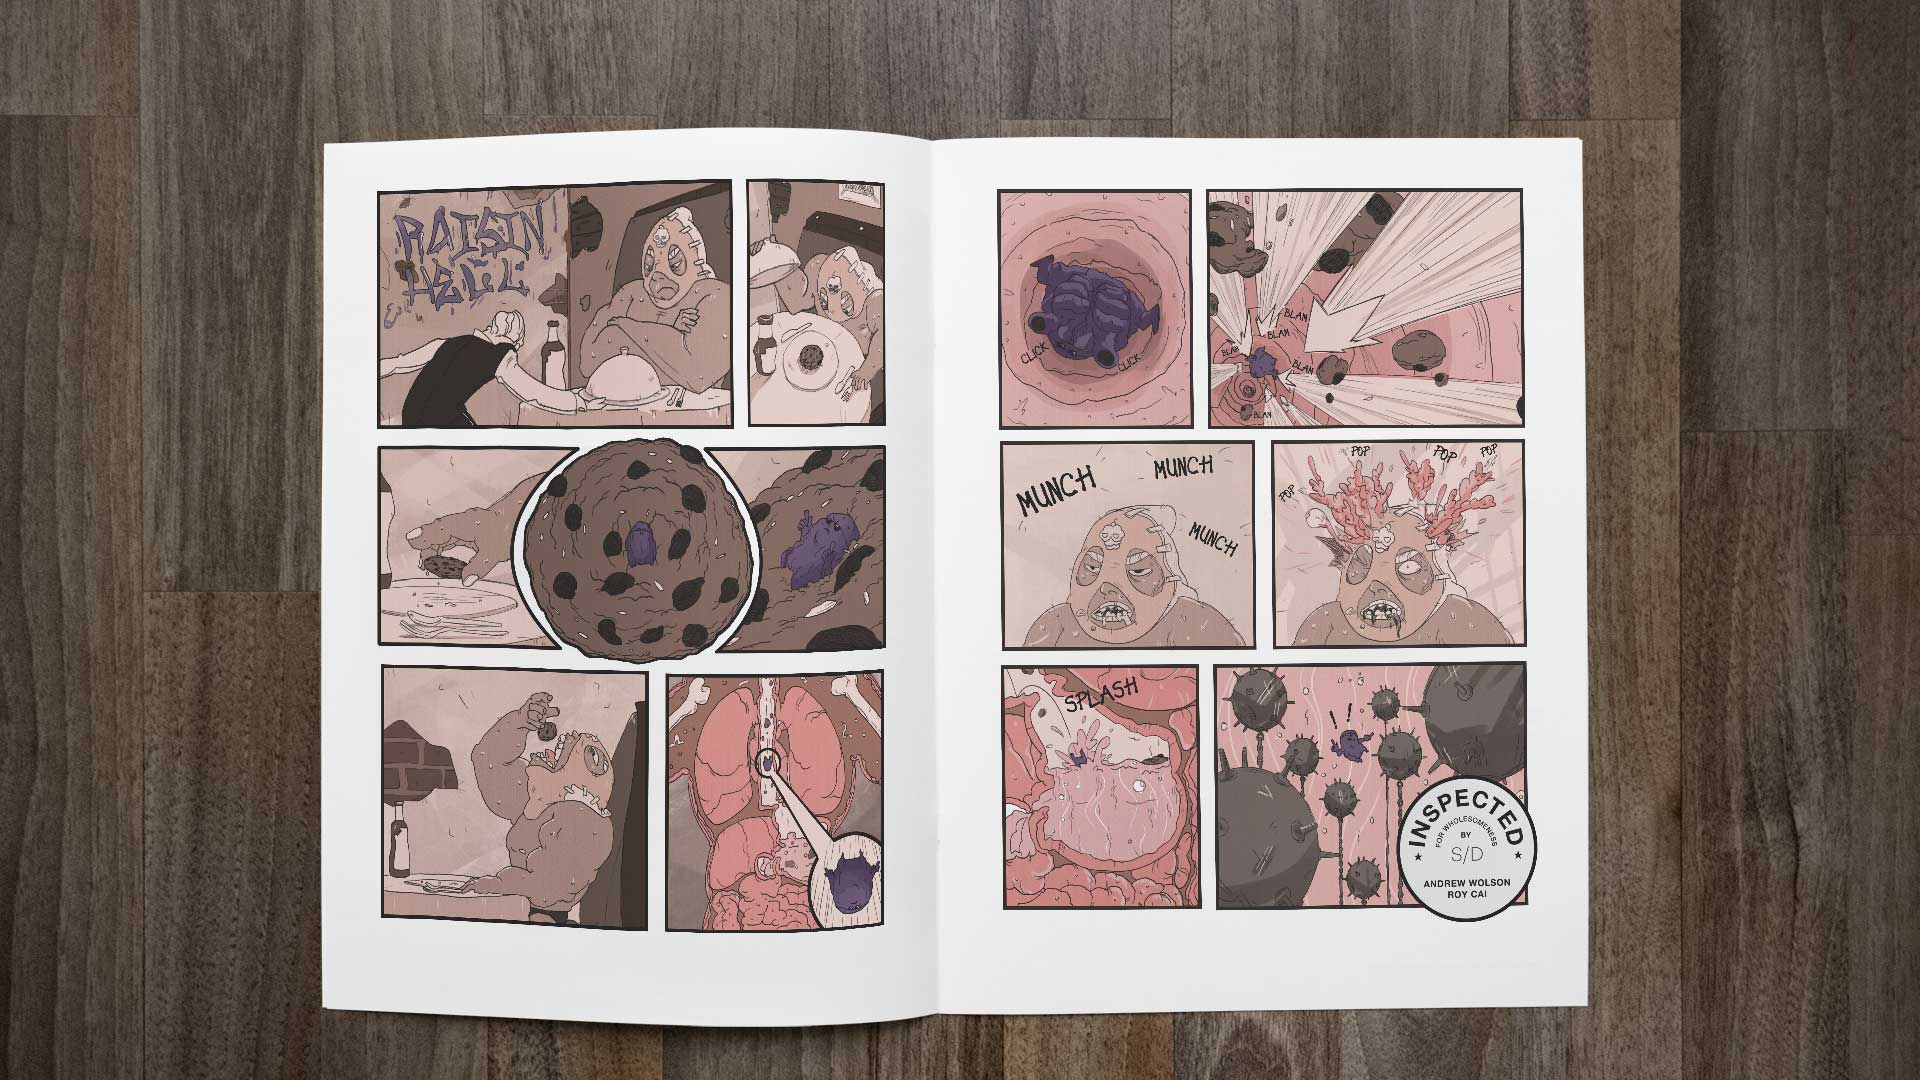 RAISIN
HELL
CLICK
CLICK
BLAM
BLAM
BLAM
BLAM
BLAM
MUNCH
MUNCH
MUNCH
POP
POP
POP
POP
SPLASH
!!
INSPECTED
FOR WHOLESOMENESS
BY
S/D
ANDREW WOLSON
ROY CAI